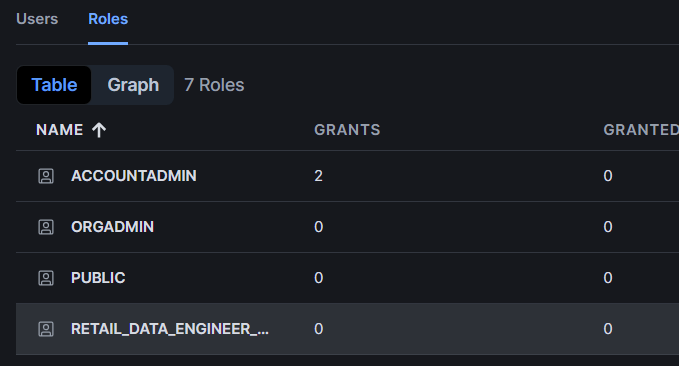 Users Roles
Table Graph 7 Roles
NAME ↑ GRANTS GRANTED
ACCOUNTADMIN 2 0
ORGADMIN 0 0
PUBLIC 0 0
RETAIL_DATA_ENGINEER_... 0 0